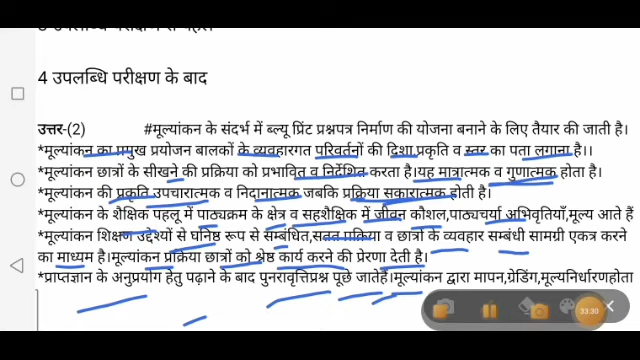 4 उपलब्धि परीक्षण के बाद
उत्तर-(2) #मूल्यांकन के संदर्भ में ब्ल्यू प्रिंट प्रश्नपत्र निर्माण की योजना बनाने के लिए तैयार की जाती है।
*मूल्यांकन का प्रमुख प्रयोजन बालकों के व्यवहारगत परिवर्तनों की दिशा,प्रकृति व स्तर का पता लगाना है।।
*मूल्यांकन छात्रों के सीखने की प्रक्रिया को प्रभावित व निर्देशित करता है।यह मात्रात्मक व गुणात्मक होता है।
*मूल्यांकन की प्रकृति उपचारात्मक व निदानात्मक जबकि प्रक्रिया सकारात्मक होती है।
*मूल्यांकन के शैक्षिक पहलू में पाठ्यक्रम के क्षेत्र व सहशैक्षिक में जीवन कौशल,पाठ्यचर्या अभिवृतियाँ,मूल्य आते हैं
*मूल्यांकन शिक्षण उद्देश्यों से घनिष्ठ रूप से सम्बंधित,सतत प्रक्रिया व छात्रों के व्यवहार सम्बंधी सामग्री एकत्र करने
का माध्यम है।मूल्यांकन प्रक्रिया छात्रों को श्रेष्ठ कार्य करने की प्रेरणा देती है।
*प्राप्तज्ञान के अनुप्रयोग हेतु पढ़ाने के बाद पुनरावृत्तिप्रश्न पूछे जातेहैं।मूल्यांकन द्वारा मापन,ग्रेडिंग,मूल्यनिर्धारणहोता
33:30